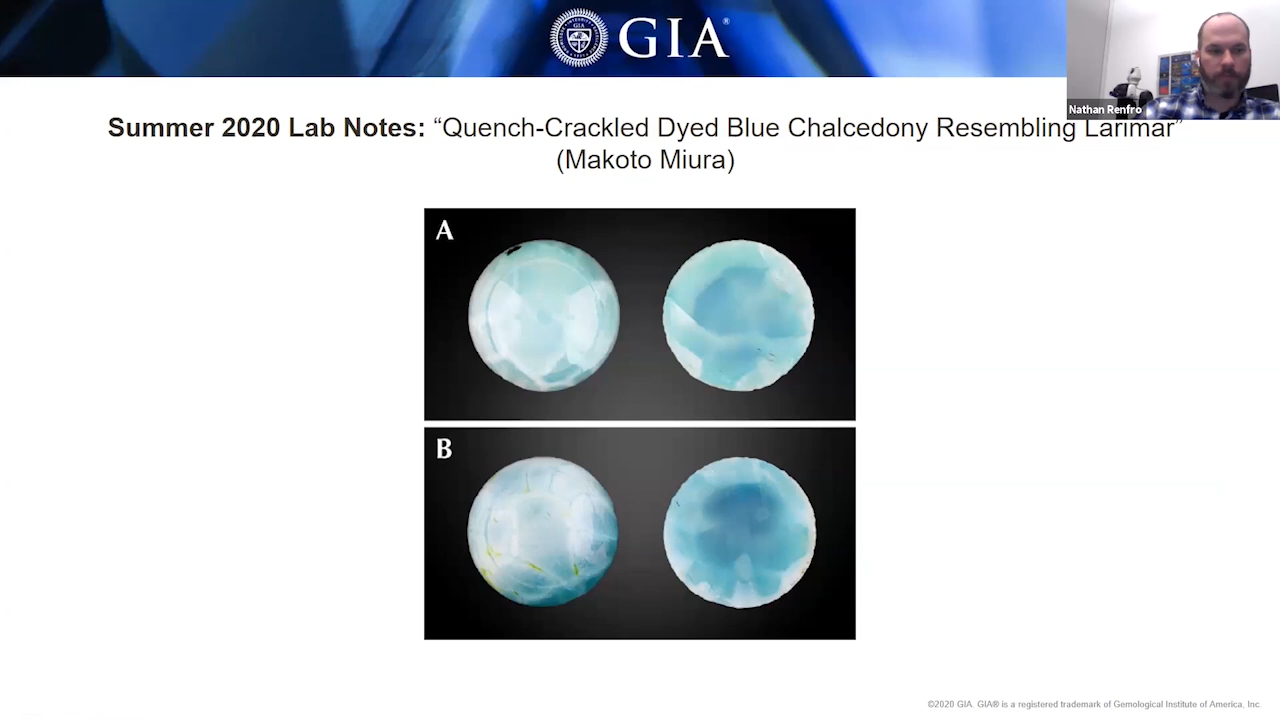 GIA®
Nathan Renfro
Summer 2020 Lab Notes: “Quench-Crackled Dyed Blue Chalcedony Resembling Larimar”
(Makoto Miura)
A
B
©2020 GIA. GIA® is a registered trademark of Gemological Institute of America, Inc.